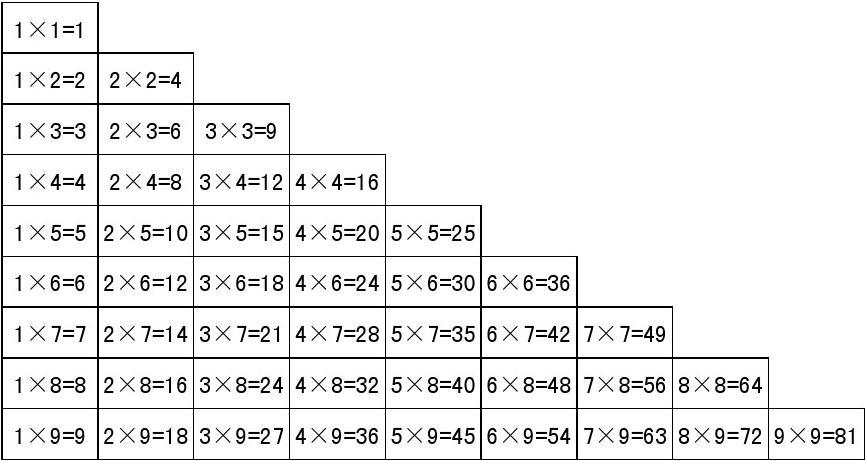 1×1=1
1×2=2 2×2=4
1×3=3 2×3=6 3×3=9
1×4=4 2×4=8 3×4=12 4×4=16
1×5=5 2×5=10 3×5=15 4×5=20 5×5=25
1×6=6 2×6=12 3×6=18 4×6=24 5×6=30 6×6=36
1×7=7 2×7=14 3×7=21 4×7=28 5×7=35 6×7=42 7×7=49
1×8=8 2×8=16 3×8=24 4×8=32 5×8=40 6×8=48 7×8=56 8×8=64
1×9=9 2×9=18 3×9=27 4×9=36 5×9=45 6×9=54 7×9=63 8×9=72 9×9=81